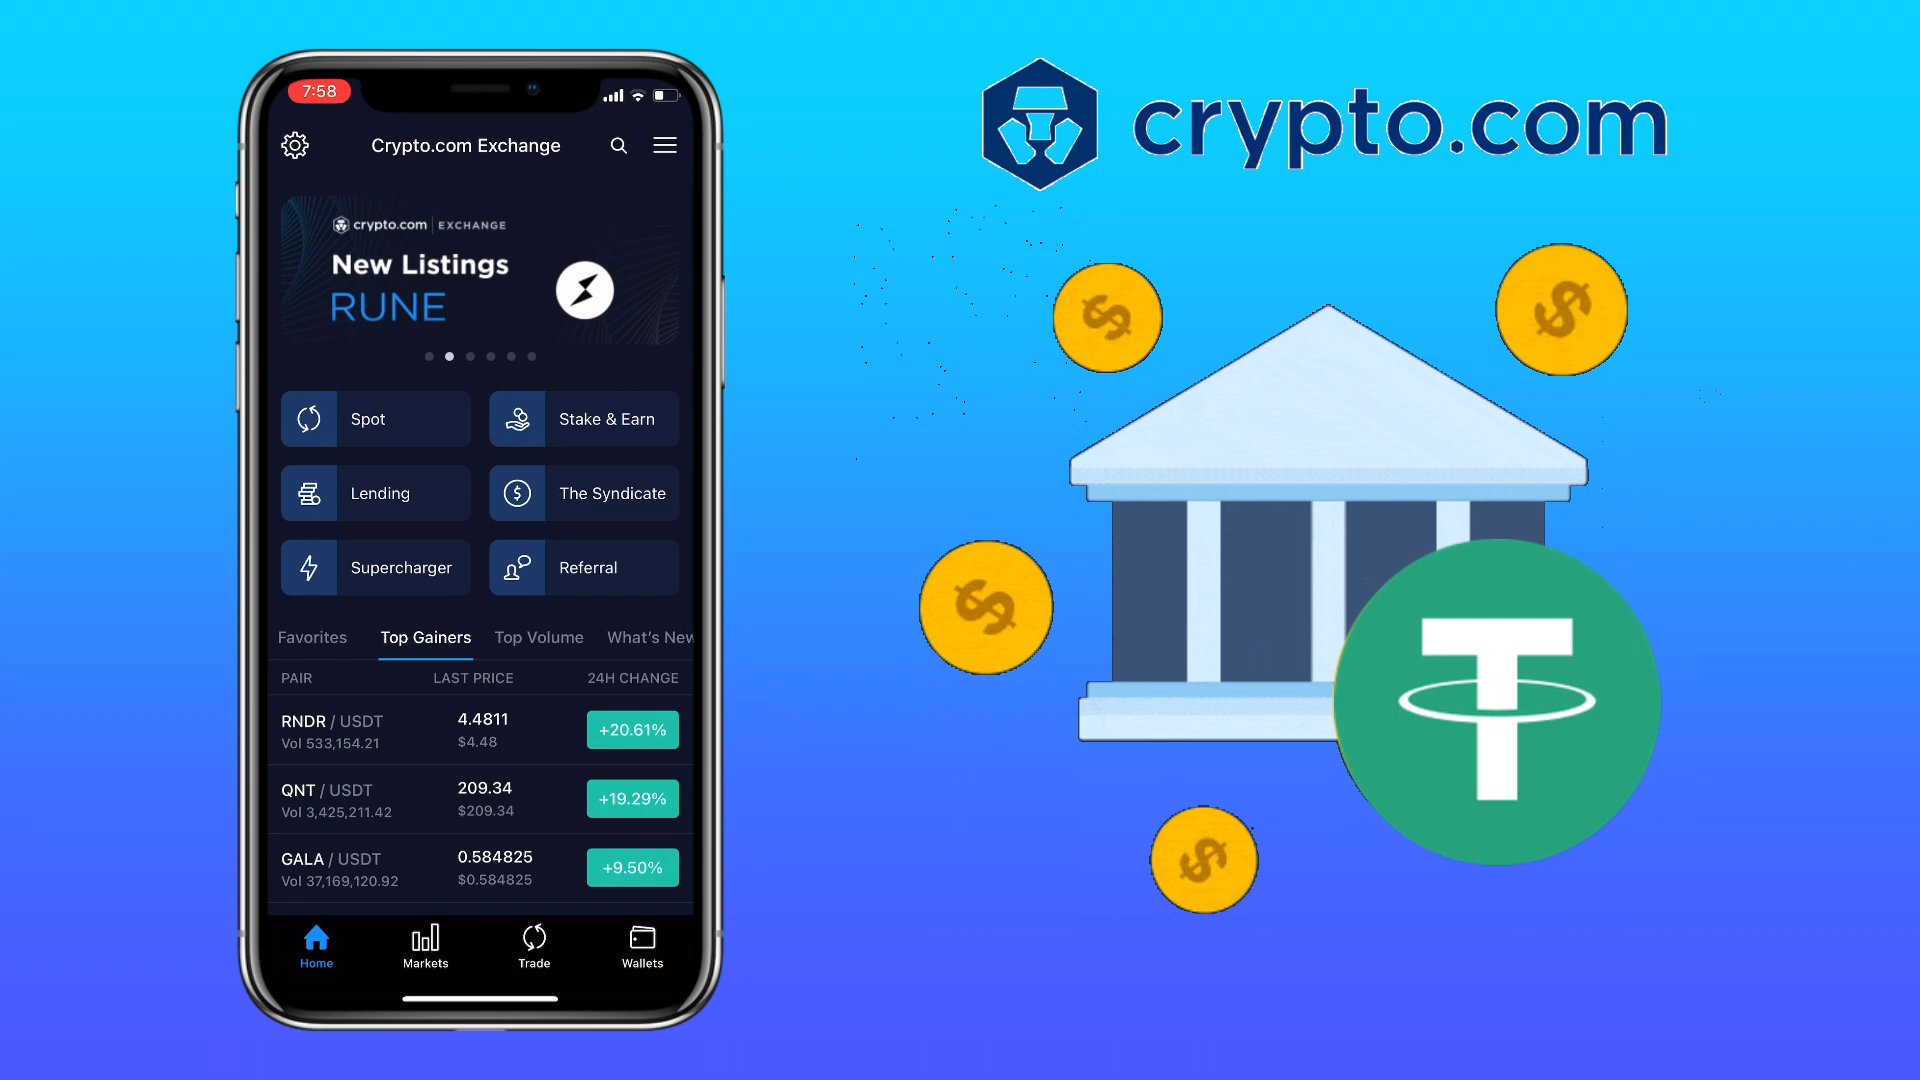 7:58
Crypto.com Exchange
crypto.com | EXCHANGE
New Listings
RUNE
Spot
Stake & Earn
Lending
The Syndicate
Supercharger
Referral
Favorites Top Gainers Top Volume What's New
PAIR LAST PRICE 24H CHANGE
RNDR / USDT 4.4811 +20.61%
Vol 533,154.21 $4.48
QNT / USDT 209.34 +19.29%
Vol 3,425,211.42 $209.34
GALA / USDT 0.584825 +9.50%
Vol 37,169,120.92 $0.584825
Home Markets Trade Wallets
crypto.com
$
$
$
$